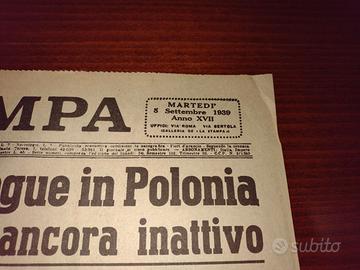 MPA
MARTEDI'
5 Settembre 1939
Anno XVII
UFFICI: VIA ROMA - VIA BERTOLA
(GALLERIA DE «LA STAMPA»)
ogue in Polonia
ancora inattivo
subito